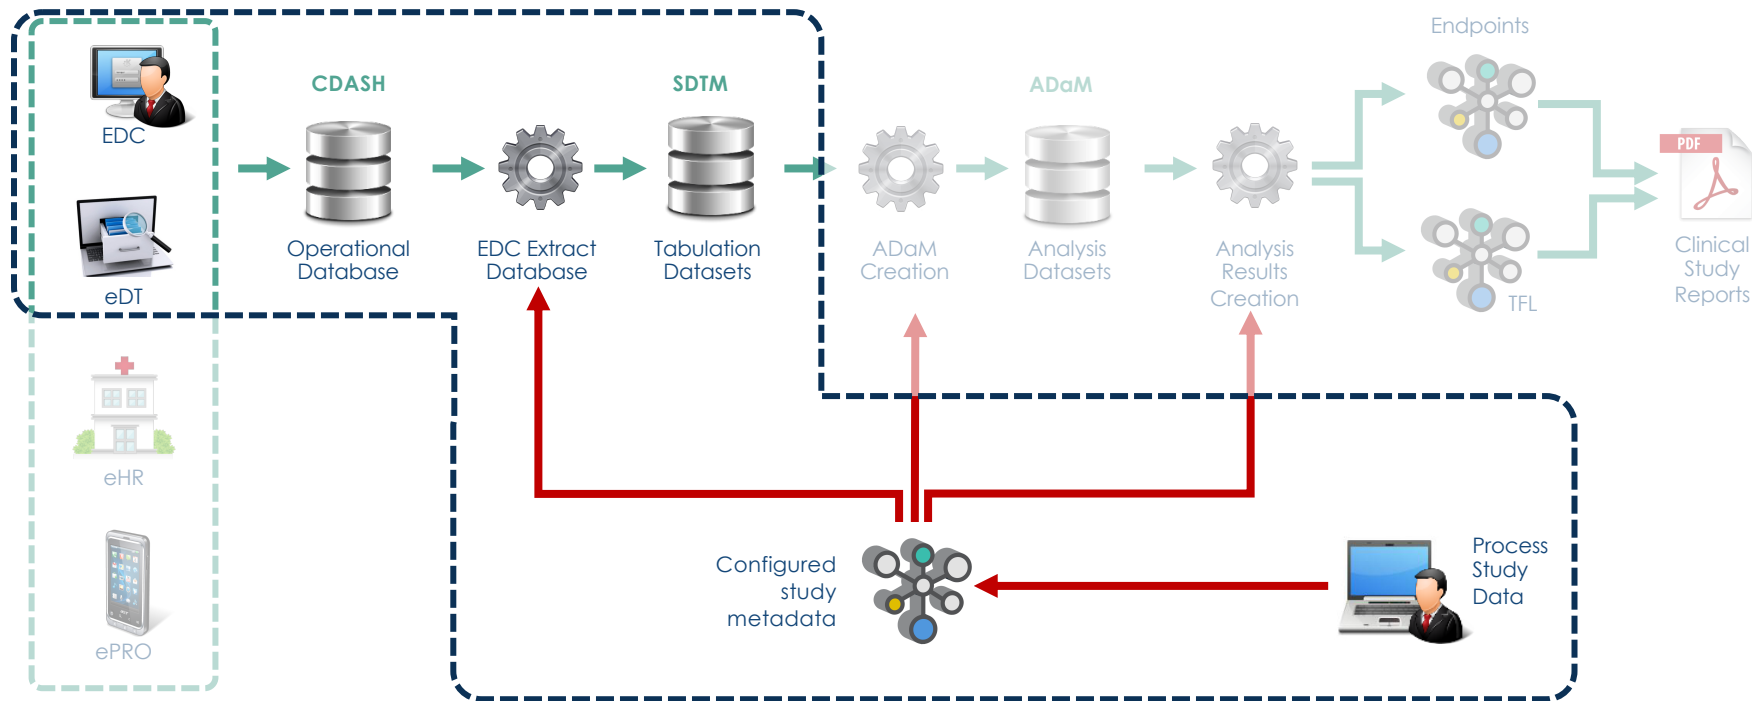 Endpoints
CDASH
SDTM
ADaM
EDC
PDF
Operational
Database
EDC Extract
Database
Tabulation
Datasets
ADaM
Creation
Analysis
Datasets
Analysis
Results
Creation
Clinical
Study
Reports
eDT
TFL
eHR
Configured
study
metadata
Process
Study
Data
ePRO